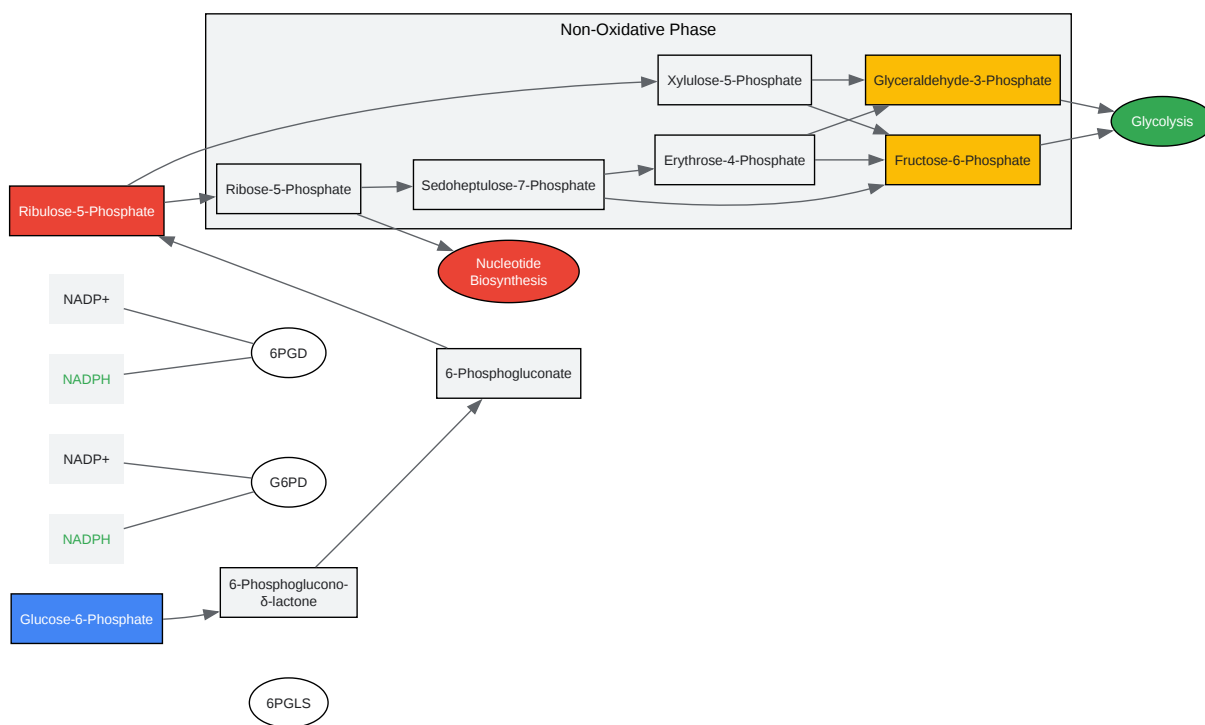 Non-Oxidative Phase
Xylulose-5-Phosphate
Glyceraldehyde-3-Phosphate
Glycolysis
Erythrose-4-Phosphate
Fructose-6-Phosphate
Ribulose-5-Phosphate
Ribose-5-Phosphate
Sedoheptulose-7-Phosphate
Nucleotide
Biosynthesis
NADP+
6PGD
NADPH
6-Phosphogluconate
NADP+
G6PD
NADPH
6-Phosphoglucono-
δ-lactone
Glucose-6-Phosphate
6PGLS